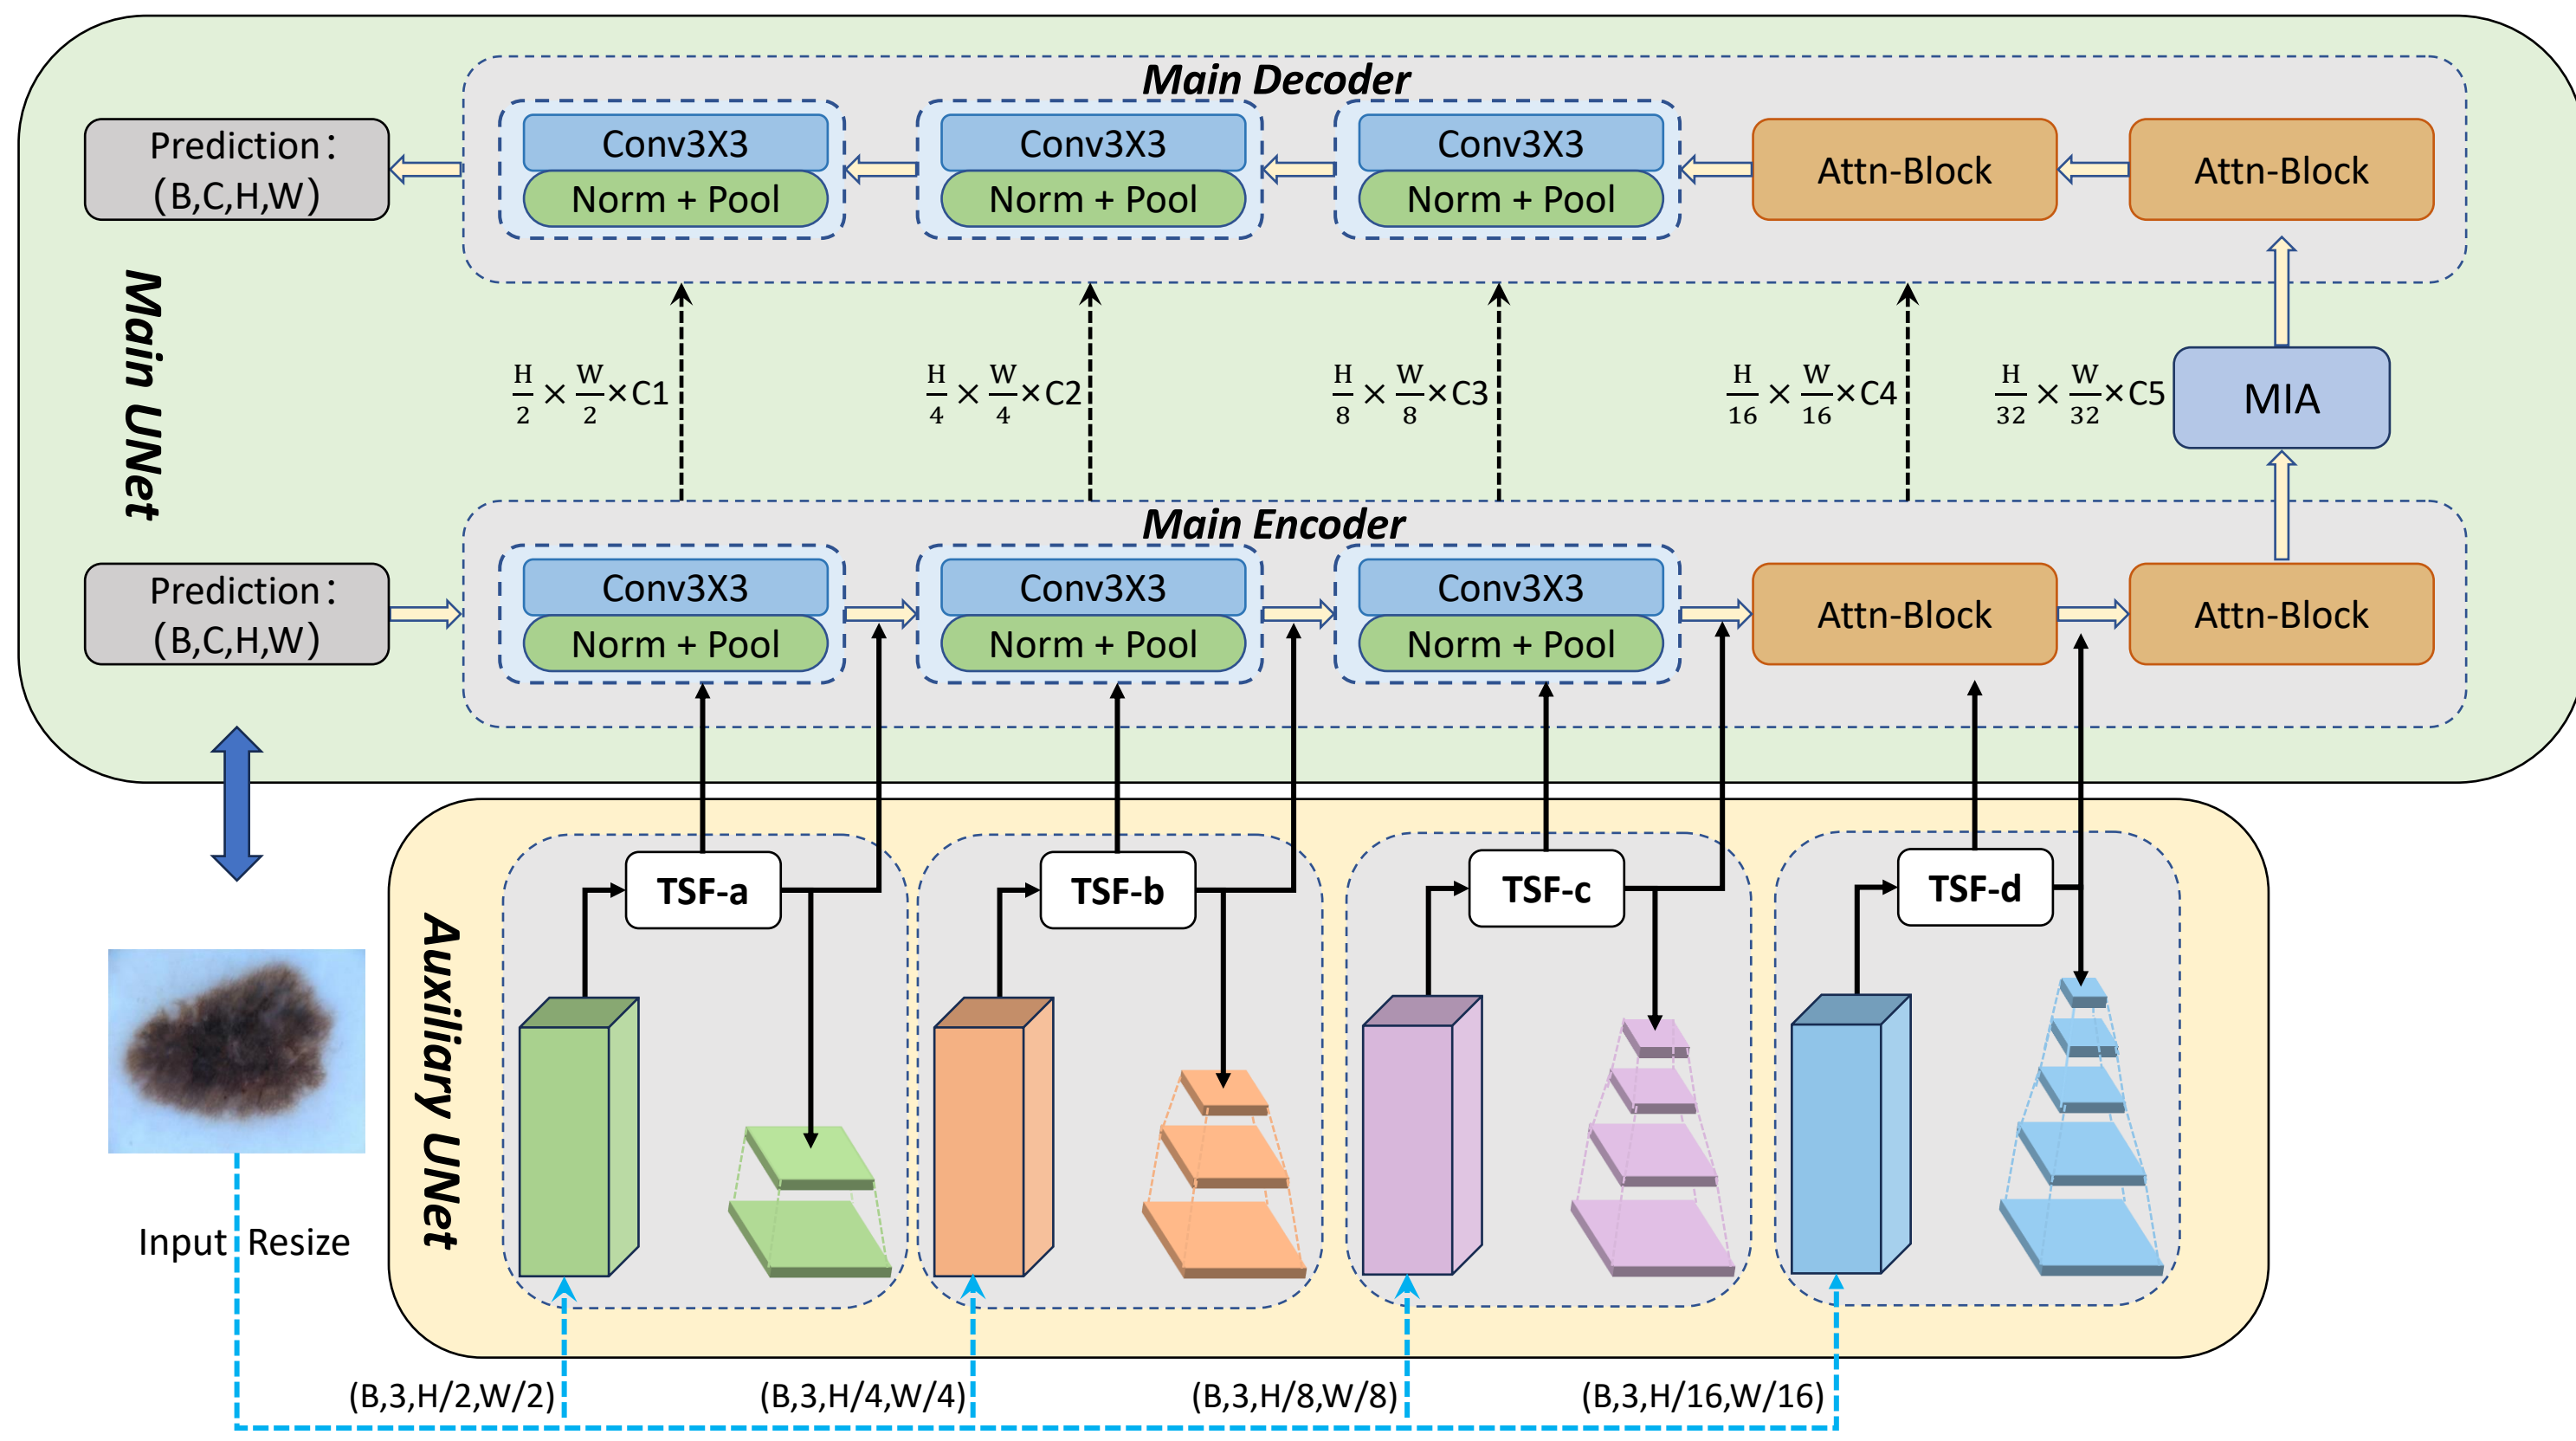 Main Decoder
Prediction：
(B,C,H,W)
Conv3X3
Norm + Pool
Conv3X3
Norm + Pool
Conv3X3
Norm + Pool
Attn-Block
Attn-Block
Main UNet
H/2 × W/2 ×C1
H/4 × W/4 ×C2
H/8 × W/8 ×C3
H/16 × W/16 ×C4
H/32 × W/32 ×C5
MIA
Main Encoder
Prediction：
(B,C,H,W)
Conv3X3
Norm + Pool
Conv3X3
Norm + Pool
Conv3X3
Norm + Pool
Attn-Block
Attn-Block
Auxiliary UNet
TSF-a
TSF-b
TSF-c
TSF-d
Input Resize
(B,3,H/2,W/2)
(B,3,H/4,W/4)
(B,3,H/8,W/8)
(B,3,H/16,W/16)